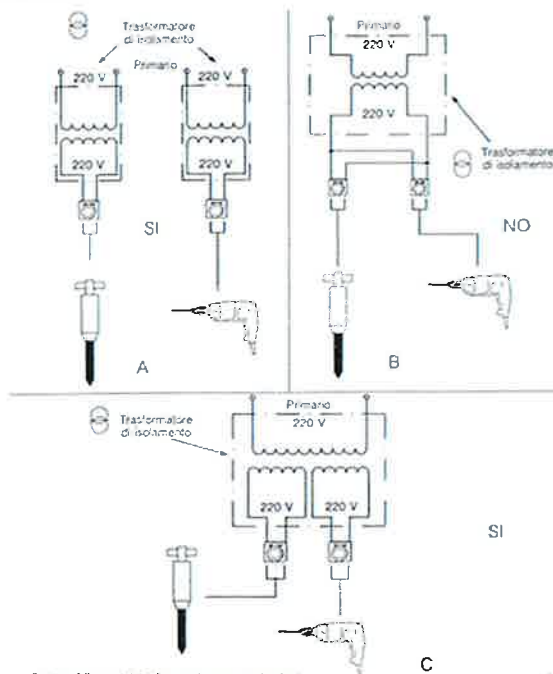 Trasformatore
di isolamento
Primario
220 V
220 V
220 V
220 V
SI
A
Primario
220 V
220 V
Trasformatore
di isolamento
NO
B
Trasformatore
di isolamento
Primario
220 V
220 V
220 V
SI
C